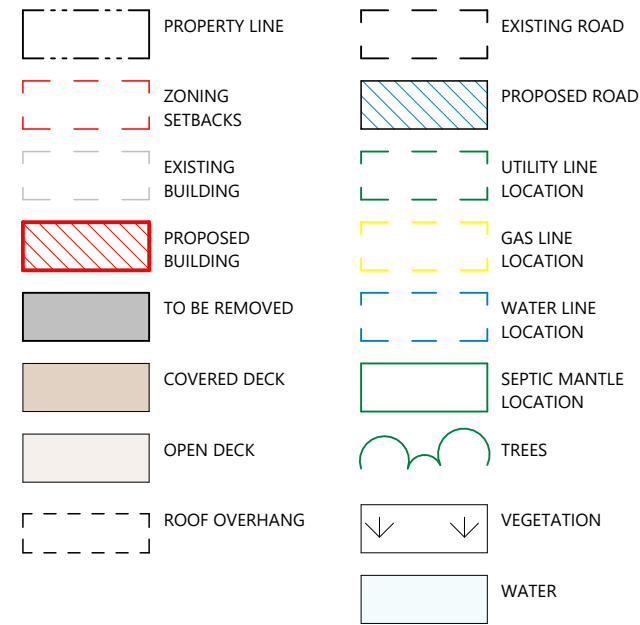 PROPERTY LINE
ZONING
SETBACKS
EXISTING
BUILDING
PROPOSED
BUILDING
TO BE REMOVED
COVERED DECK
OPEN DECK
ROOF OVERHANG
EXISTING ROAD
PROPOSED ROAD
UTILITY LINE
LOCATION
GAS LINE
LOCATION
WATER LINE
LOCATION
SEPTIC MANTLE
LOCATION
TREES
VEGETATION
WATER